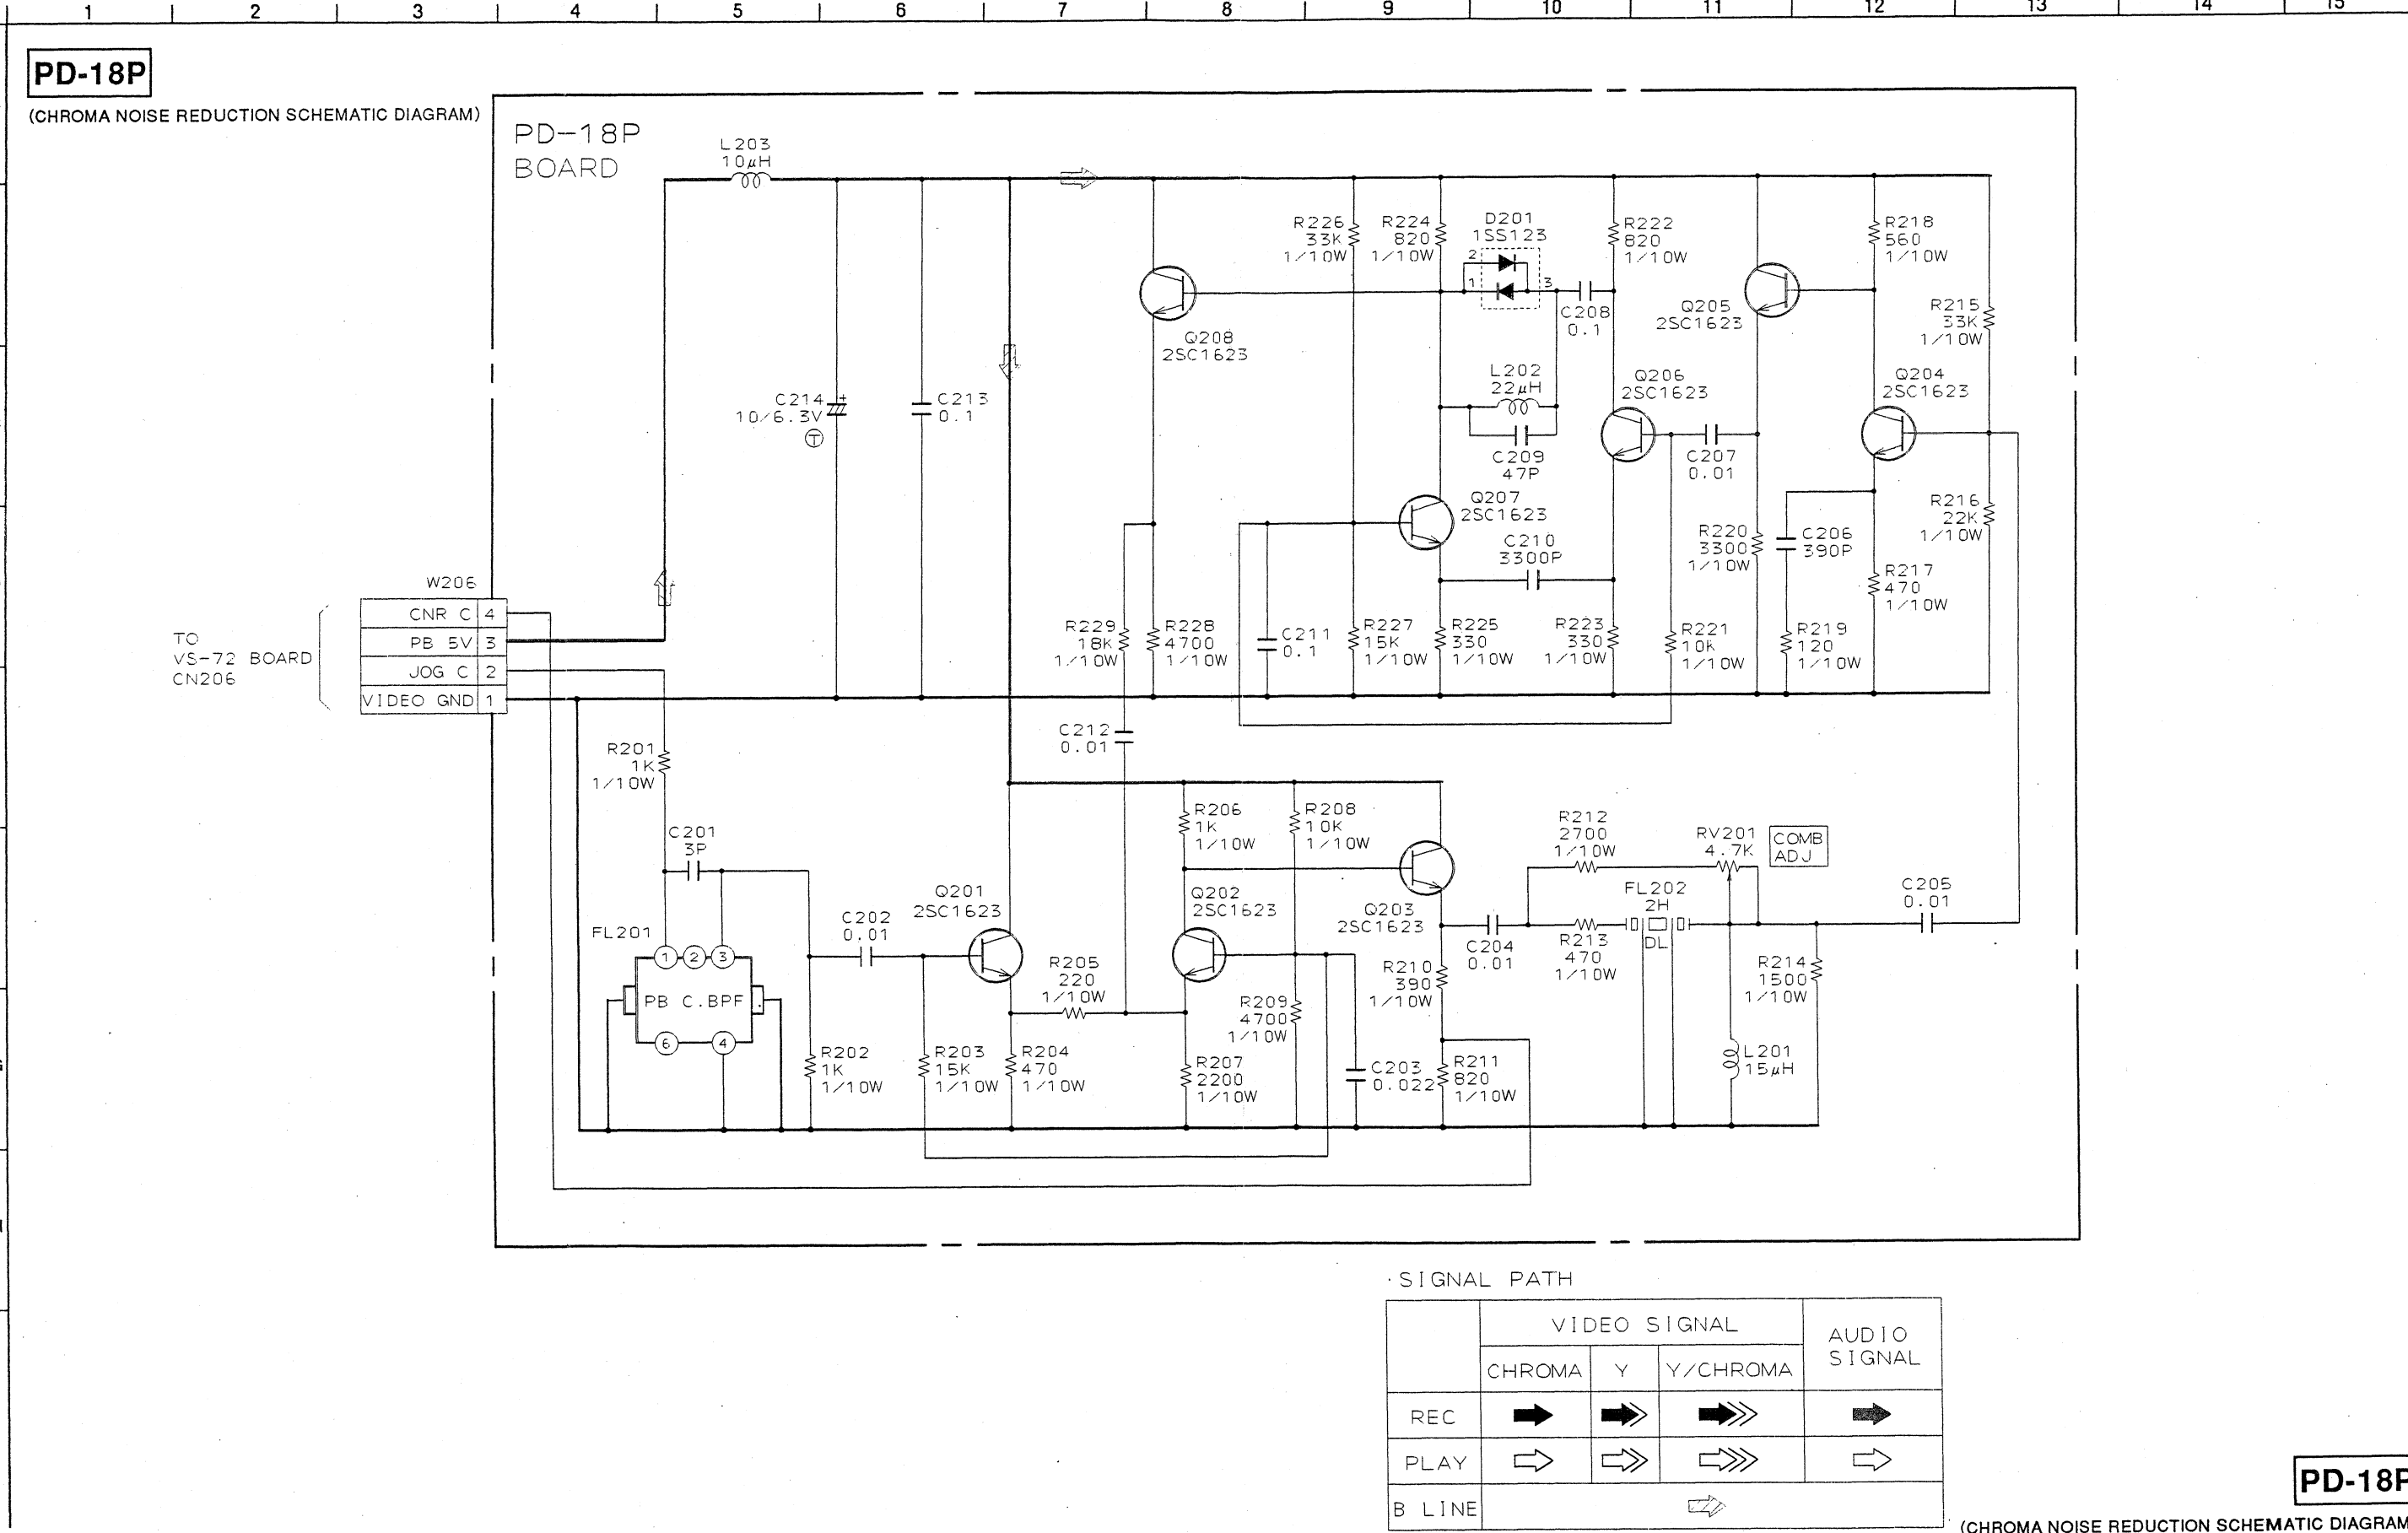 1 2 3 4 5 6 7 8 9 10 11 12 13 14 15
PD-18P
(CHROMA NOISE REDUCTION SCHEMATIC DIAGRAM)
PD-18P
BOARD
L203
10μH
R226
33K
1/10W
R224
820
1/10W
D201
1SS123
2
1
3
C208
0.1
R222
820
1/10W
R218
560
1/10W
Q205
2SC1623
R215
33K
1/10W
Q208
2SC1623
L202
22μH
Q206
2SC1623
Q204
2SC1623
C214
10/6.3V
+
T
C213
0.1
C209
47P
C207
0.01
Q207
2SC1623
C210
3300P
R220
3300
1/10W
C206
390P
R216
22K
1/10W
R217
470
1/10W
W206
CNR C 4
PB 5V 3
JOG C 2
VIDEO GND 1
TO
VS-72 BOARD
CN206
R229
18K
1/10W
R228
4700
1/10W
C211
0.1
R227
15K
1/10W
R225
330
1/10W
R223
330
1/10W
R221
10K
1/10W
R219
120
1/10W
R201
1K
1/10W
C212
0.01
C201
3P
R206
1K
1/10W
R208
10K
1/10W
R212
2700
1/10W
RV201
4.7K
COMB
ADJ
Q201
2SC1623
Q202
2SC1623
Q203
2SC1623
FL202
2H
DL
C205
0.01
C202
0.01
FL201
1 2 3
PB C.BPF
6 4
R205
220
1/10W
R210
390
1/10W
C204
0.01
R213
470
1/10W
R214
1500
1/10W
R209
4700
1/10W
R202
1K
1/10W
R203
15K
1/10W
R204
470
1/10W
R207
2200
1/10W
C203
0.022
R211
820
1/10W
L201
15μH
·SIGNAL PATH
VIDEO SIGNAL
AUDIO
SIGNAL
CHROMA Y Y/CHROMA
REC
PLAY
B LINE
PD-18P
(CHROMA NOISE REDUCTION SCHEMATIC DIAGRAM